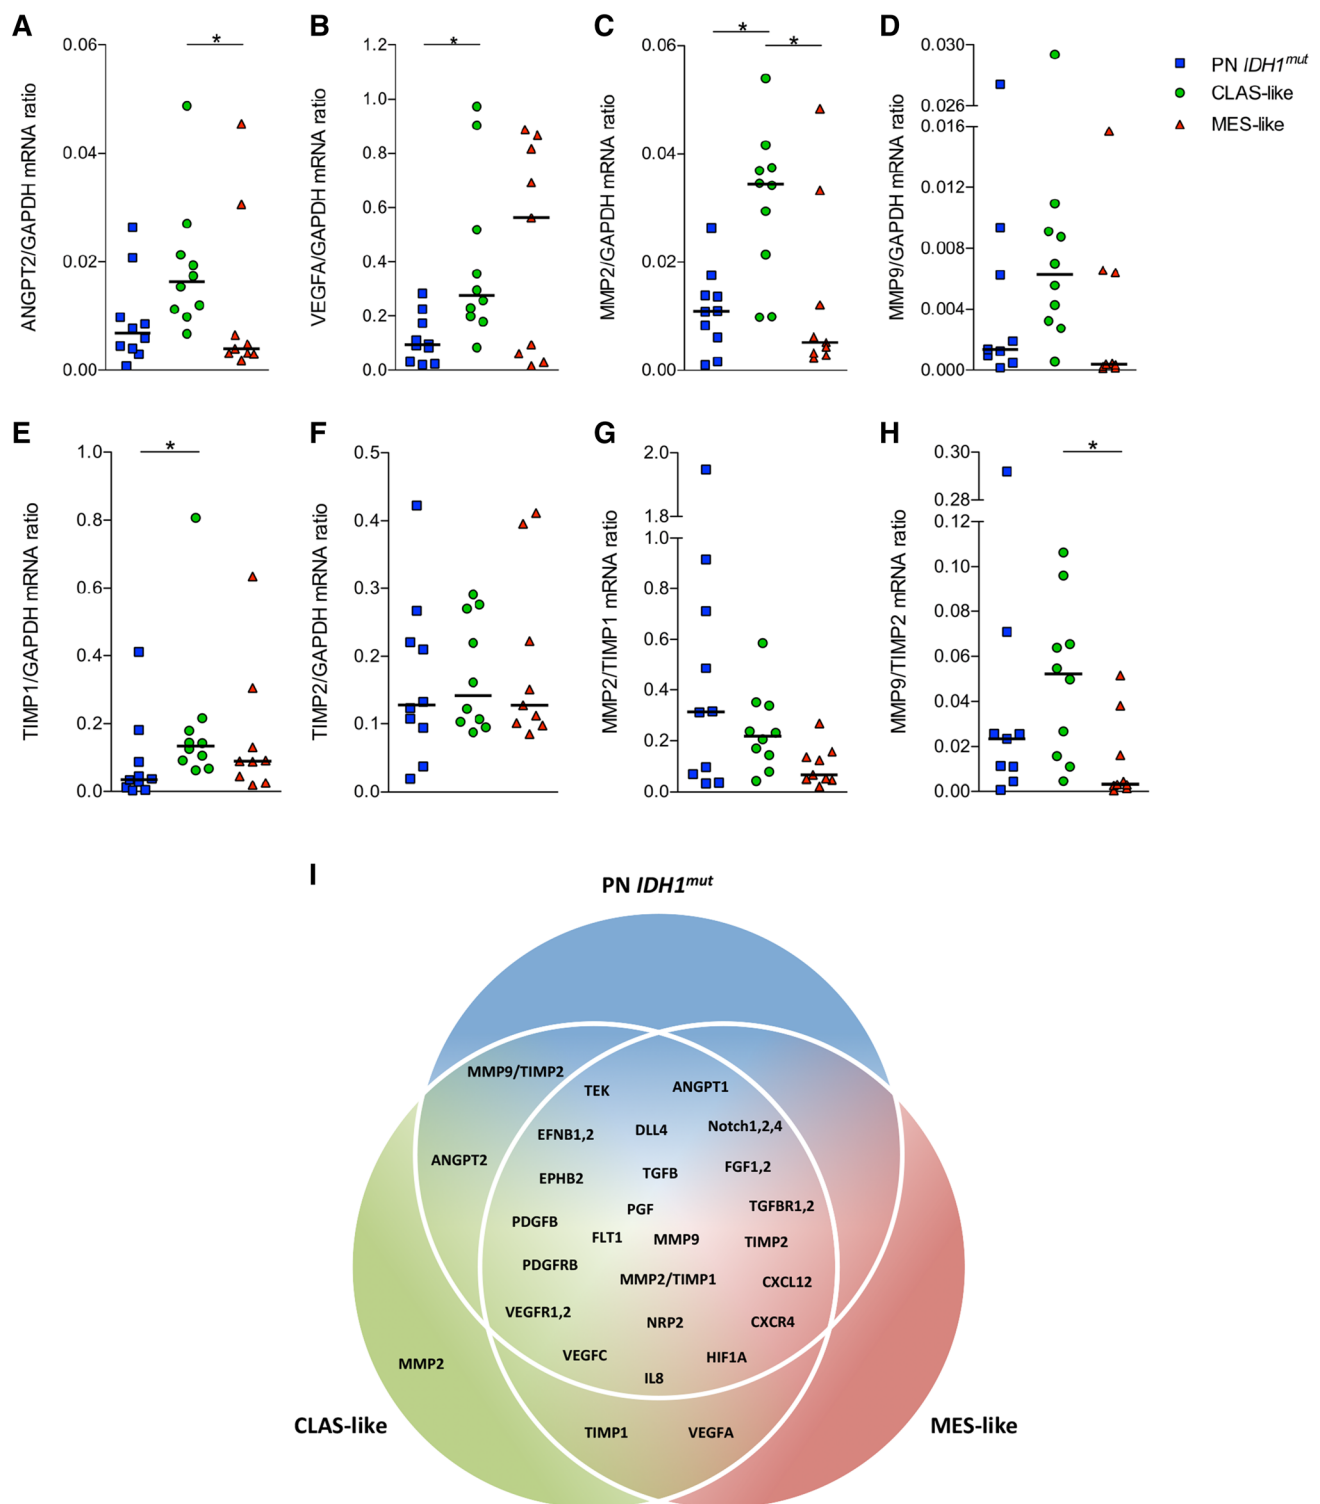 A
B
C
D
0.06
0.04
0.02
0.00
ANGPT2/GAPDH mRNA ratio
*
1.2
1.0
0.8
0.6
0.4
0.2
0.0
VEGFA/GAPDH mRNA ratio
*
0.06
0.04
0.02
0.00
MMP2/GAPDH mRNA ratio
*
*
0.030
0.026
0.016
0.012
0.008
0.004
0.000
MMP9/GAPDH mRNA ratio
PN IDH1mut
CLAS-like
MES-like
E
F
G
H
1.0
0.8
0.6
0.4
0.2
0.0
TIMP1/GAPDH mRNA ratio
*
0.5
0.4
0.3
0.2
0.1
0.0
TIMP2/GAPDH mRNA ratio
2.0
1.8
1.0
0.8
0.6
0.4
0.2
0.0
MMP2/TIMP1 mRNA ratio
0.30
0.28
0.12
0.10
0.08
0.06
0.04
0.02
0.00
MMP9/TIMP2 mRNA ratio
*
I
PN IDH1mut
MMP9/TIMP2
TEK
ANGPT1
EFNB1,2
DLL4
Notch1,2,4
ANGPT2
EPHB2
TGFB
FGF1,2
PDGFB
PGF
TGFBR1,2
FLT1
MMP9
TIMP2
PDGFRB
MMP2/TIMP1
CXCL12
VEGFR1,2
NRP2
CXCR4
MMP2
VEGFC
HIF1A
IL8
CLAS-like
TIMP1
VEGFA
MES-like